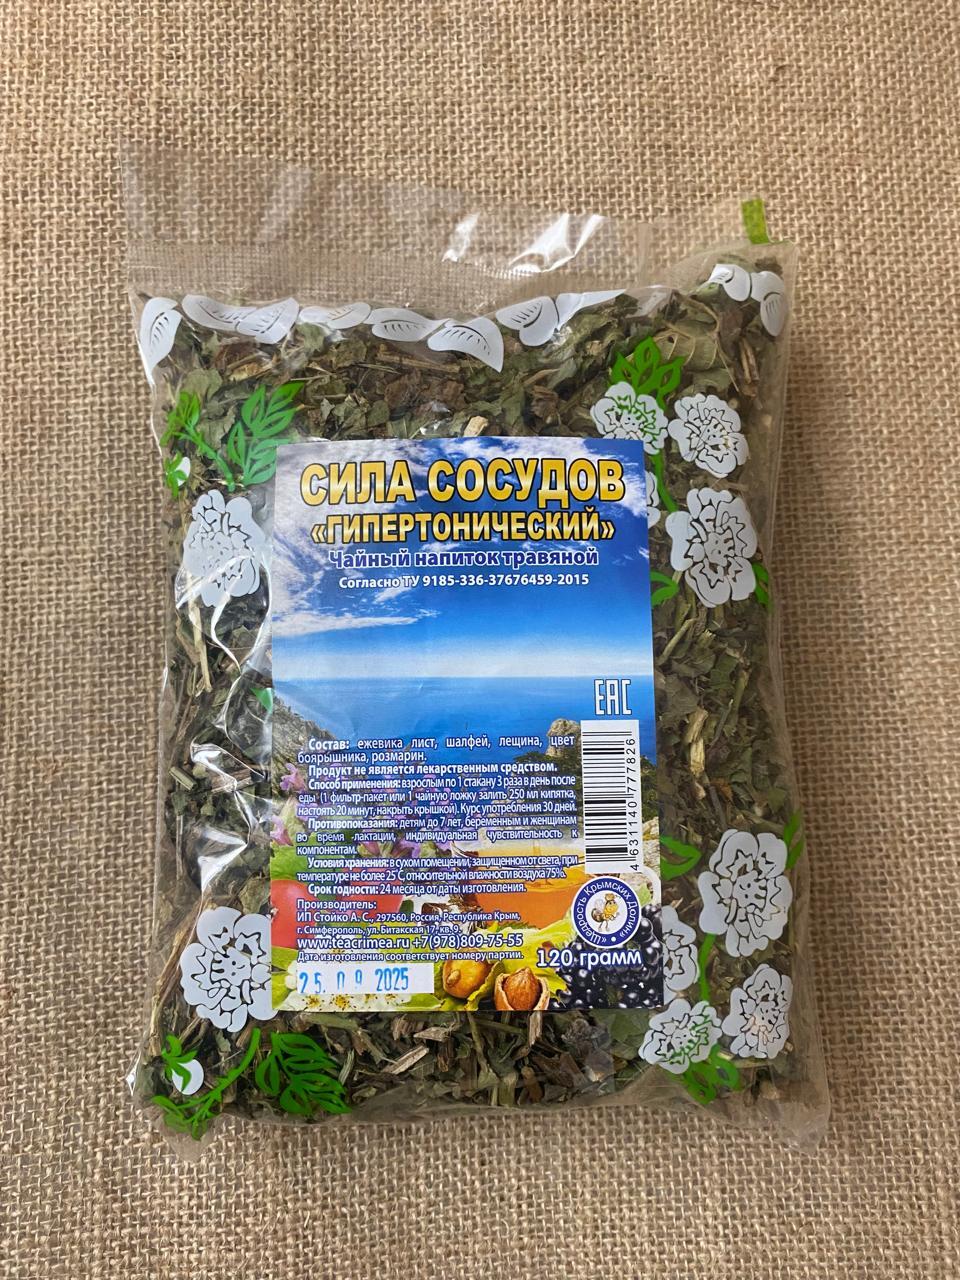 СИЛА СОСУДОВ
«ГИПЕРТОНИЧЕСКИЙ»
Чайный напиток травяной
Согласно ТУ 9185-336-37676459-2015
ЕАС
Состав: ежевика лист, шалфей, лещина, цвет
боярышника, розмарин.
Продукт не является лекарственным средством.
Способ применения: взрослым по 1 стакану 3 раза в день после
еды (1 фильтр-пакет или 1 чайную ложку залить 250 мл кипятка,
настоять 20 минут, накрыть крышкой). Курс употребления 30 дней.
Противопоказания: детям до 7 лет, беременным и женщинам
во время лактации, индивидуальная чувствительность к
компонентам.
Условия хранения: в сухом помещении, защищенном от света, при
температуре не более 25˚С, относительной влажности воздуха 75%.
Срок годности: 24 месяца от даты изготовления.
Производитель:
ИП Стойко А. С., 297560, Россия, Республика Крым,
г. Симферополь, ул. Битакская 17, кв. 9.
www.teacrimea.ru +7(978)809-75-55
Дата изготовления соответствует номеру партии.
25. 09 2025
4 631140 777826
«Щедрость Крымских Долин»
120 грамм